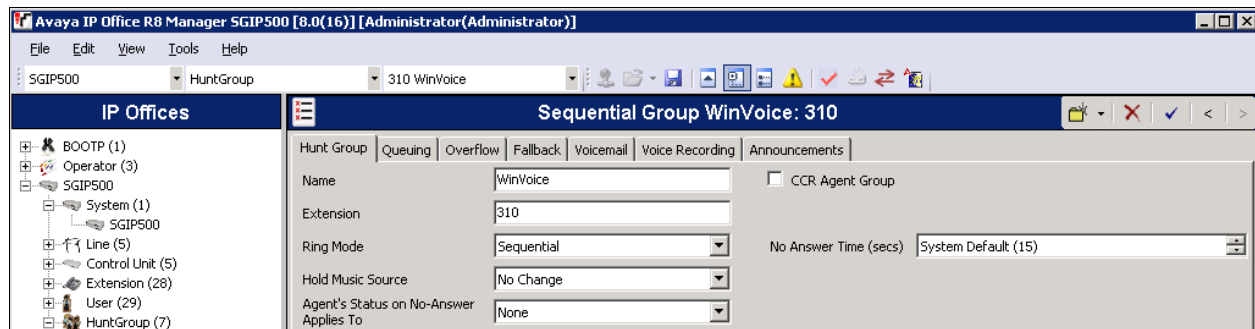 Avaya IP Office R8 Manager SGIP500 [8.0(16)] [Administrator(Administrator)]
File Edit View Tools Help
SGIP500 HuntGroup 310 WinVoice
IP Offices
BOOTP (1)
Operator (3)
SGIP500
System (1)
SGIP500
Line (5)
Control Unit (5)
Extension (28)
User (29)
HuntGroup (7)
Sequential Group WinVoice: 310
Hunt Group Queuing Overflow Fallback Voicemail Voice Recording Announcements
Name WinVoice CCR Agent Group
Extension 310
Ring Mode Sequential No Answer Time (secs) System Default (15)
Hold Music Source No Change
Agent's Status on No-Answer
Applies To None